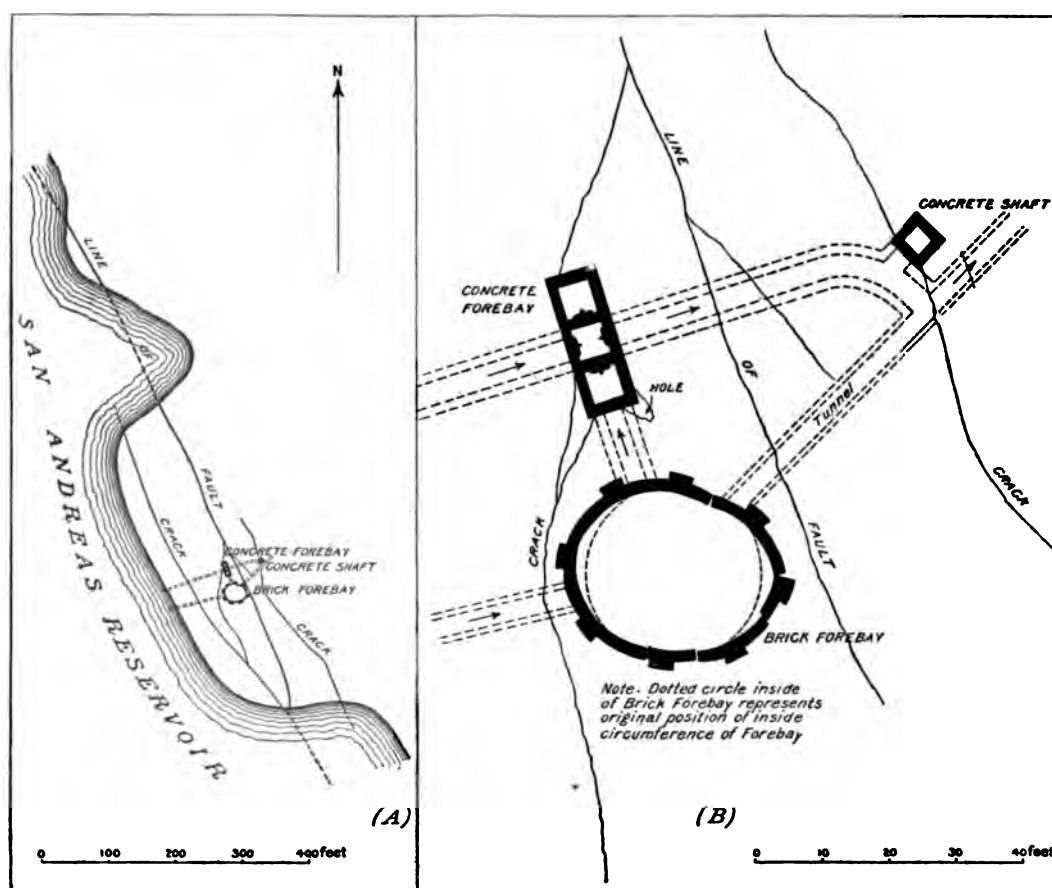 N
LINE
OF
FAULT
CRACK
CONCRETE FOREBAY
CONCRETE SHAFT
BRICK FOREBAY
CRACK
SAN ANDREAS RESERVOIR
(A)
0 100 200 300 400 feet
LINE
OF
FAULT
CONCRETE SHAFT
CONCRETE
FOREBAY
HOLE
Tunnel
CRACK
CRACK
BRICK FOREBAY
Note. Dotted circle inside
of Brick Forebay represents
original position of inside
circumference of Forebay
(B)
0 10 20 30 40 feet